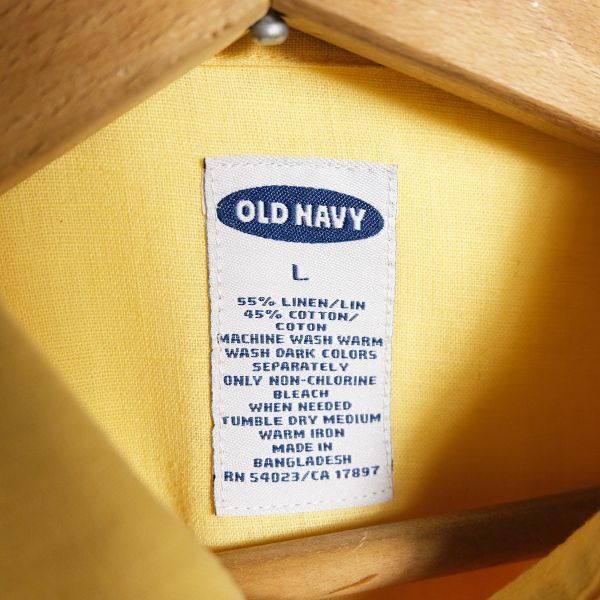 OLD NAVY
L
55% LINEN/LIN
45% COTTON/
COTON
MACHINE WASH WARM
WASH DARK COLORS
SEPARATELY
ONLY NON-CHLORINE
BLEACH
WHEN NEEDED
TUMBLE DRY MEDIUM
WARM IRON
MADE IN
BANGLADESH
RN 54023/CA 17897